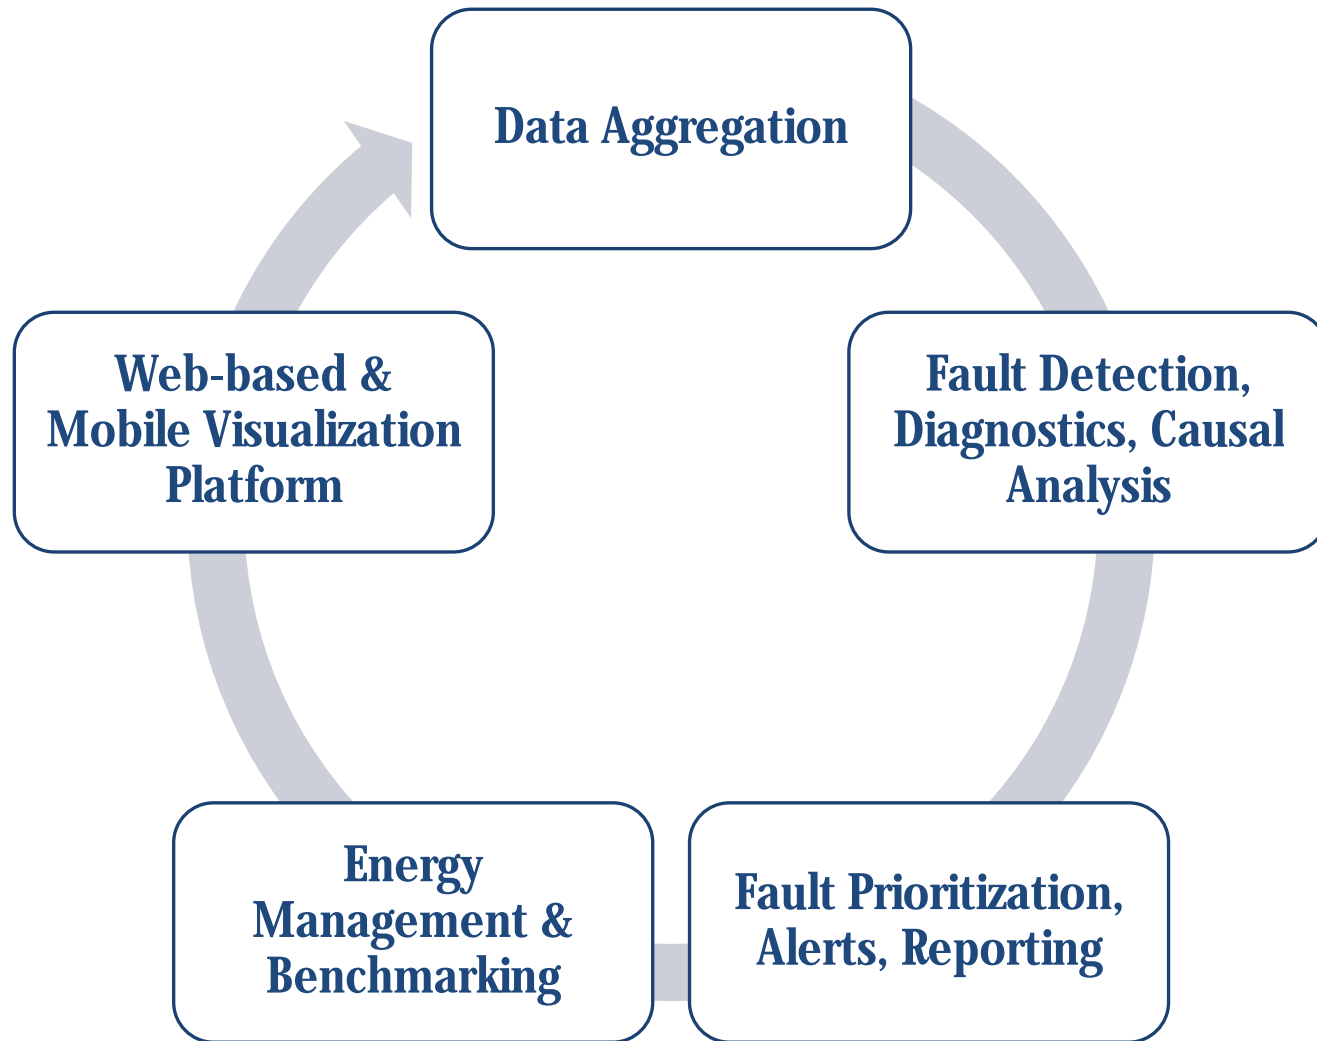 Data Aggregation
Fault Detection,
Diagnostics, Causal
Analysis
Fault Prioritization,
Alerts, Reporting
Energy
Management &
Benchmarking
Web-based &
Mobile Visualization
Platform